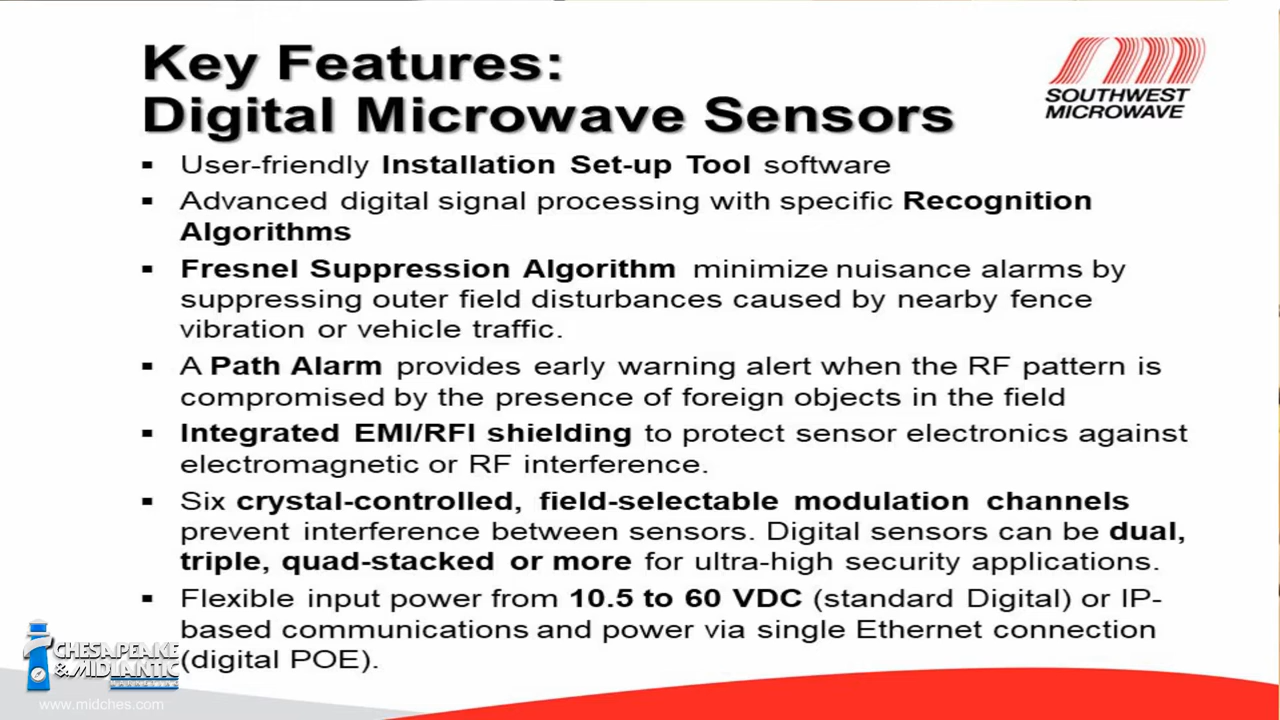 Key Features:
Digital Microwave Sensors
SOUTHWEST
MICROWAVE
▪ User-friendly Installation Set-up Tool software
▪ Advanced digital signal processing with specific Recognition
Algorithms
▪ Fresnel Suppression Algorithm minimize nuisance alarms by
suppressing outer field disturbances caused by nearby fence
vibration or vehicle traffic.
▪ A Path Alarm provides early warning alert when the RF pattern is
compromised by the presence of foreign objects in the field
▪ Integrated EMI/RFI shielding to protect sensor electronics against
electromagnetic or RF interference.
▪ Six crystal-controlled, field-selectable modulation channels
prevent interference between sensors. Digital sensors can be dual,
triple, quad-stacked or more for ultra-high security applications.
▪ Flexible input power from 10.5 to 60 VDC (standard Digital) or IP-
based communications and power via single Ethernet connection
(digital POE).
CHESAPEAKE
& MIDLANTIC
www.midches.com